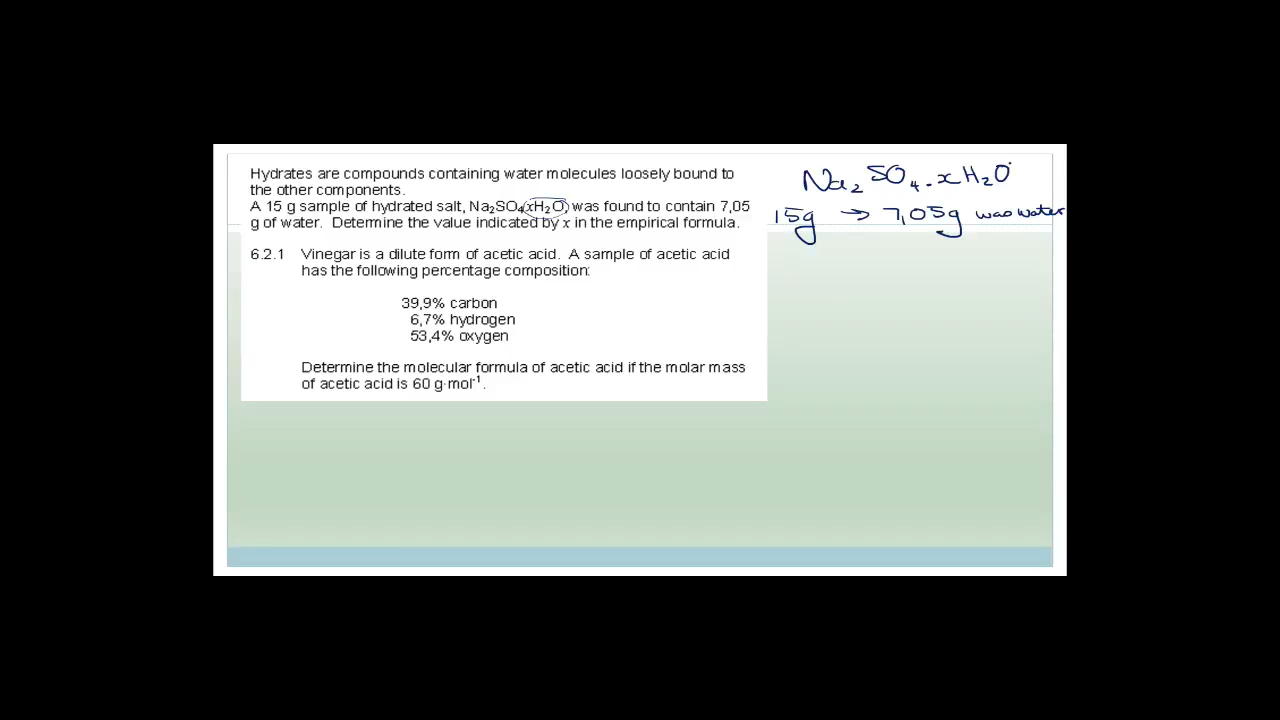 Hydrates are compounds containing water molecules loosely bound to
the other components.
A 15 g sample of hydrated salt, Na₂SO₄.xH₂O, was found to contain 7,05
g of water. Determine the value indicated by x in the empirical formula.
6.2.1 Vinegar is a dilute form of acetic acid. A sample of acetic acid
has the following percentage composition:
39,9% carbon
6,7% hydrogen
53,4% oxygen
Determine the molecular formula of acetic acid if the molar mass
of acetic acid is 60 g·mol⁻¹.
Na₂SO₄.xH₂O
15g → 7,05g was water